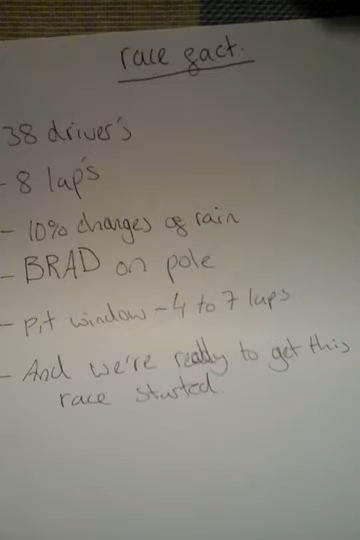 race fact.
38 driver's
- 8 lap's
- 10% changes of rain
- BRAD on pole
- pit window - 4 to 7 laps
- And we're ready to get this
race started.